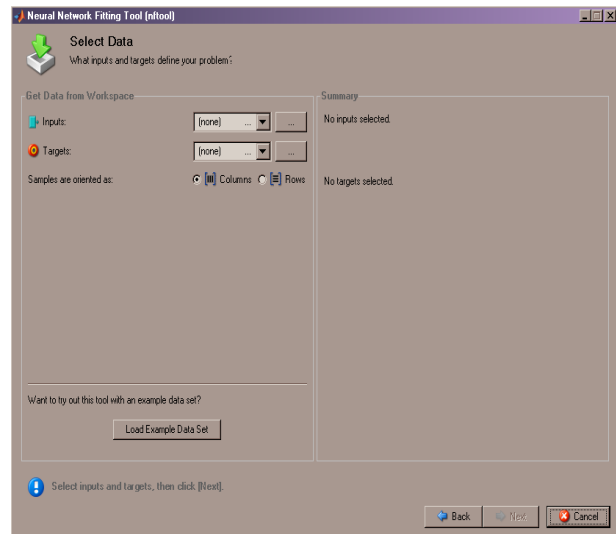 Neural Network Fitting Tool (nftool)
Select Data
What inputs and targets define your problem?
Get Data from Workspace
Inputs: (none) ... ...
Targets: (none) ... ...
Samples are oriented as: Columns Rows
Want to try out this tool with an example data set?
Load Example Data Set
Summary
No inputs selected.
No targets selected.
Select inputs and targets, then click [Next].
Back Next Cancel